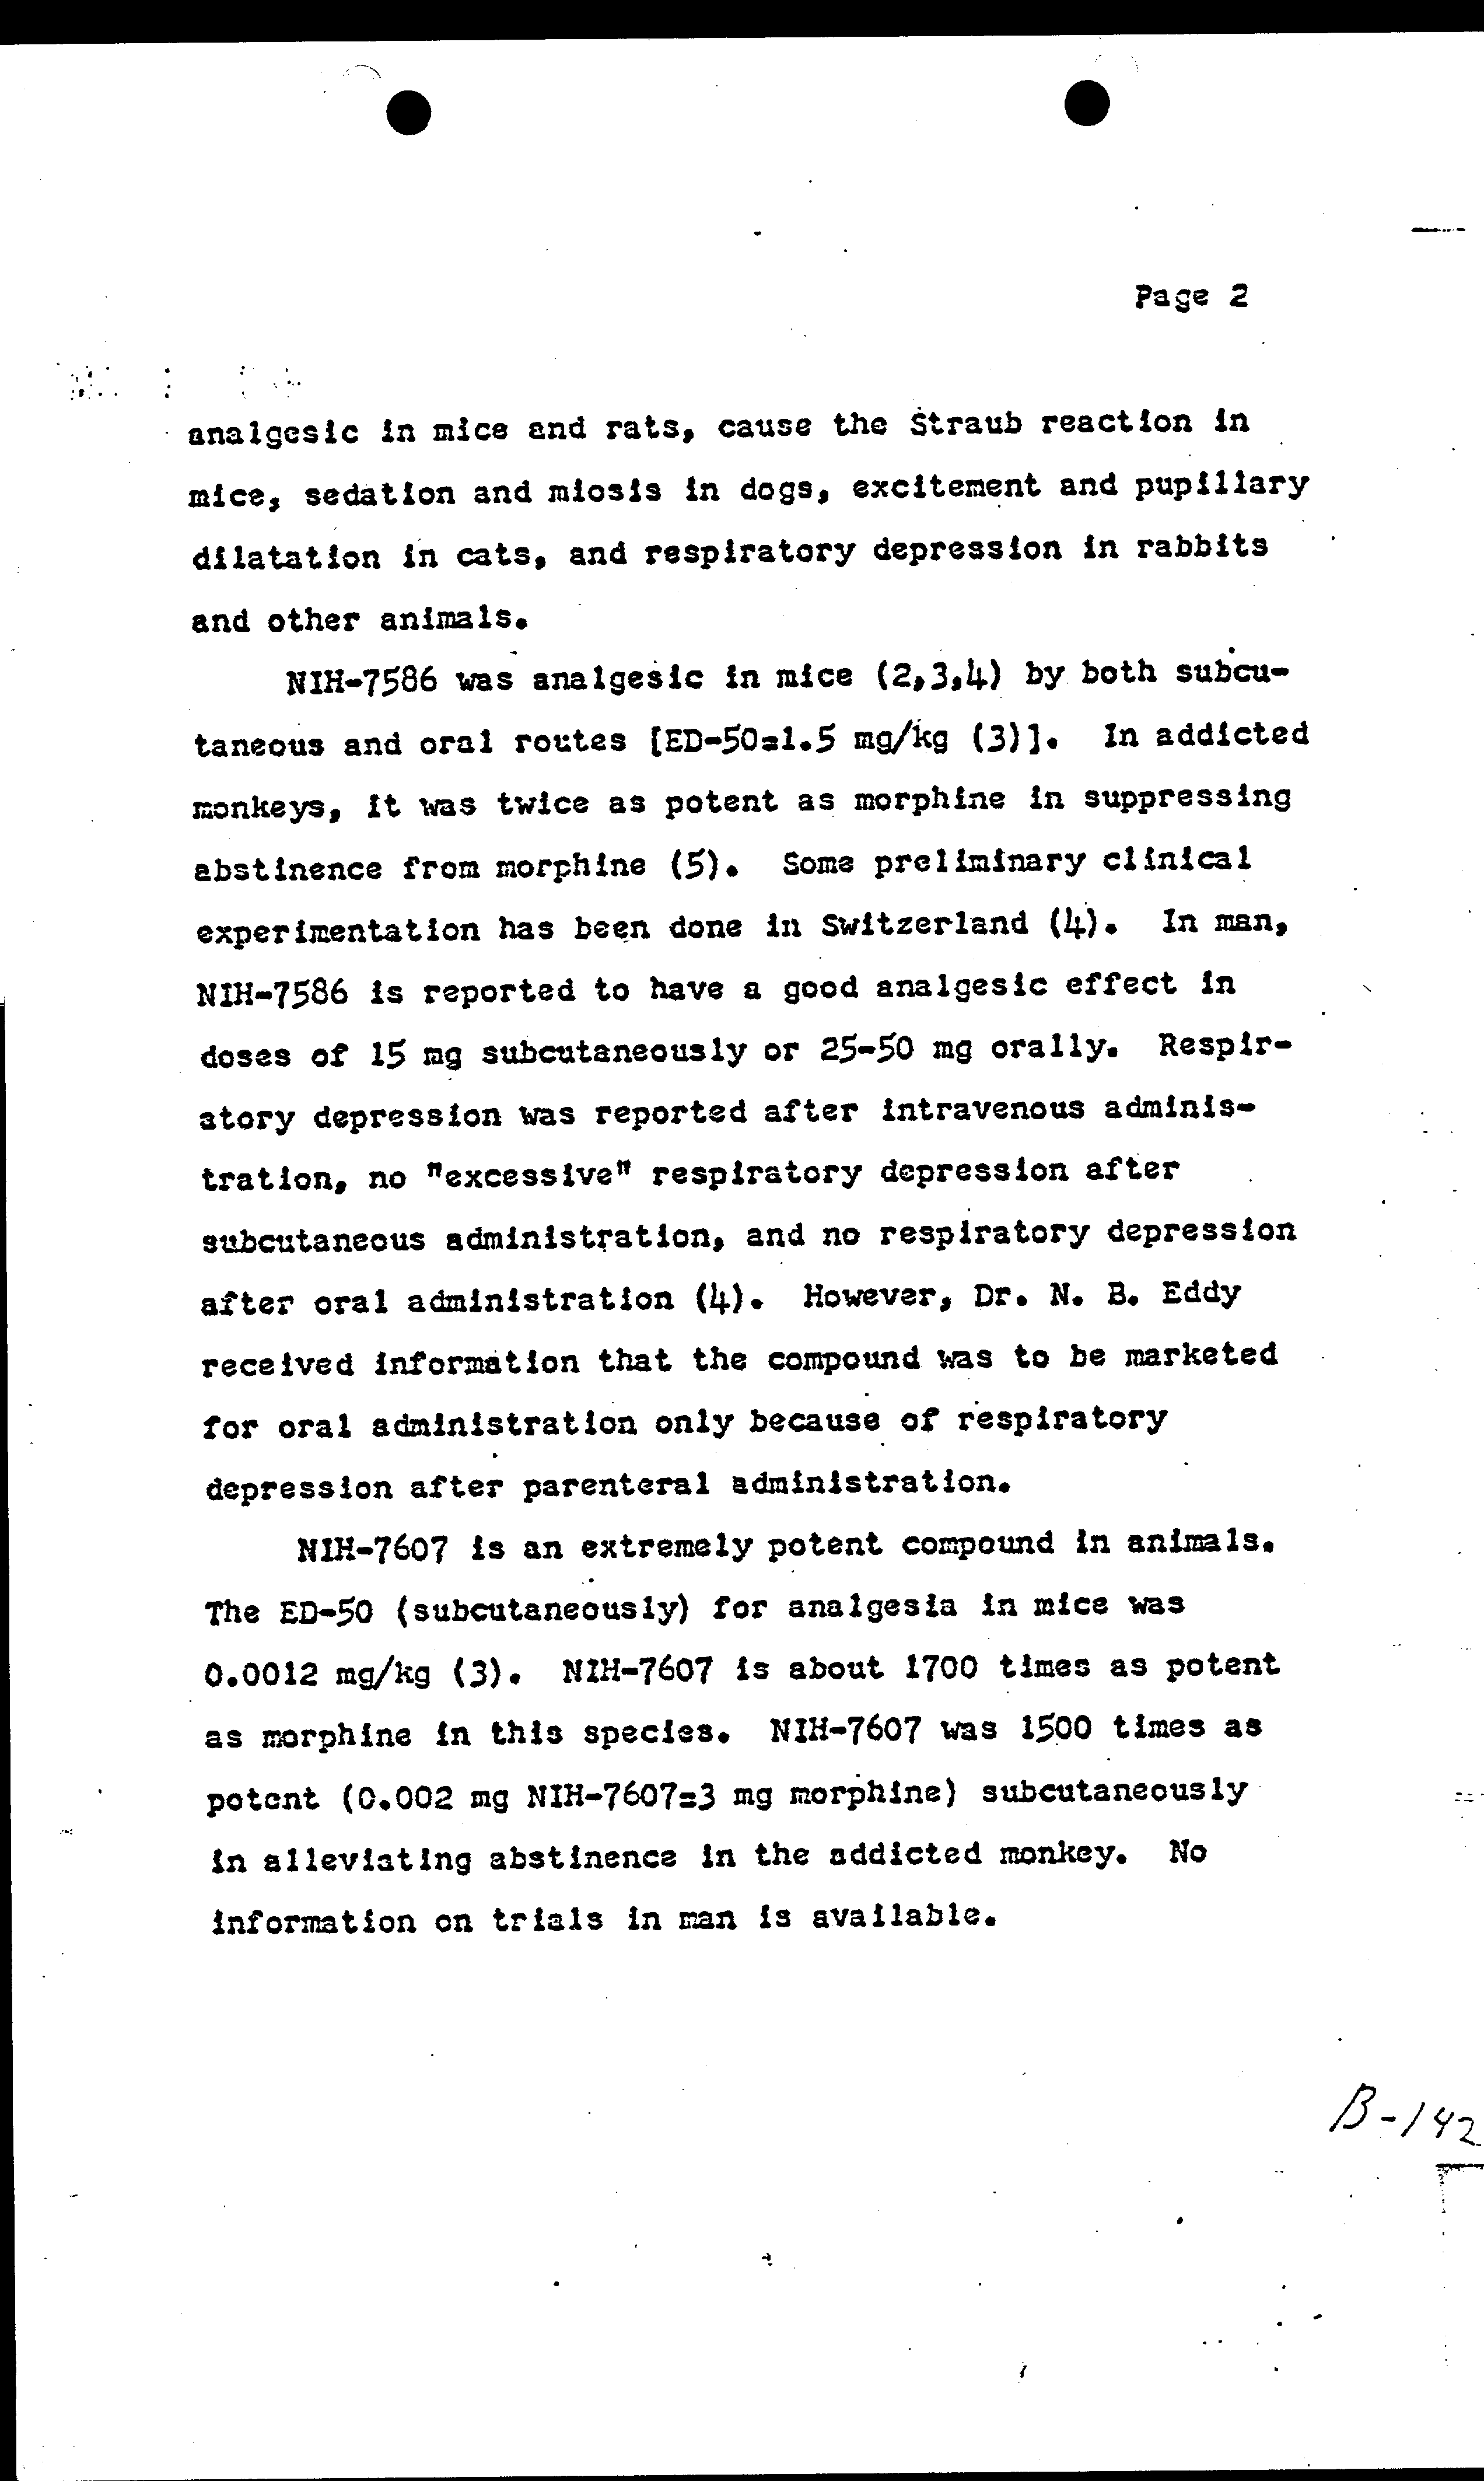 Page 2
analgesic in mice and rats, cause the Straub reaction in
mice, sedation and miosis in dogs, excitement and pupillary
dilatation in cats, and respiratory depression in rabbits
and other animals.
NIH-7586 was analgesic in mice (2,3,4) by both subcu-
taneous and oral routes [ED-50=1.5 mg/kg (3)]. In addicted
monkeys, it was twice as potent as morphine in suppressing
abstinence from morphine (5). Some preliminary clinical
experimentation has been done in Switzerland (4). In man,
NIH-7586 is reported to have a good analgesic effect in
doses of 15 mg subcutaneously or 25-50 mg orally. Respir-
atory depression was reported after intravenous adminis-
tration, no "excessive" respiratory depression after
subcutaneous administration, and no respiratory depression
after oral administration (4). However, Dr. N. B. Eddy
received information that the compound was to be marketed
for oral administration only because of respiratory
depression after parenteral administration.
NIH-7607 is an extremely potent compound in animals.
The ED-50 (subcutaneously) for analgesia in mice was
0.0012 mg/kg (3). NIH-7607 is about 1700 times as potent
as morphine in this species. NIH-7607 was 1500 times as
potent (0.002 mg NIH-7607=3 mg morphine) subcutaneously
in alleviating abstinence in the addicted monkey. No
information on trials in man is available.
B-142